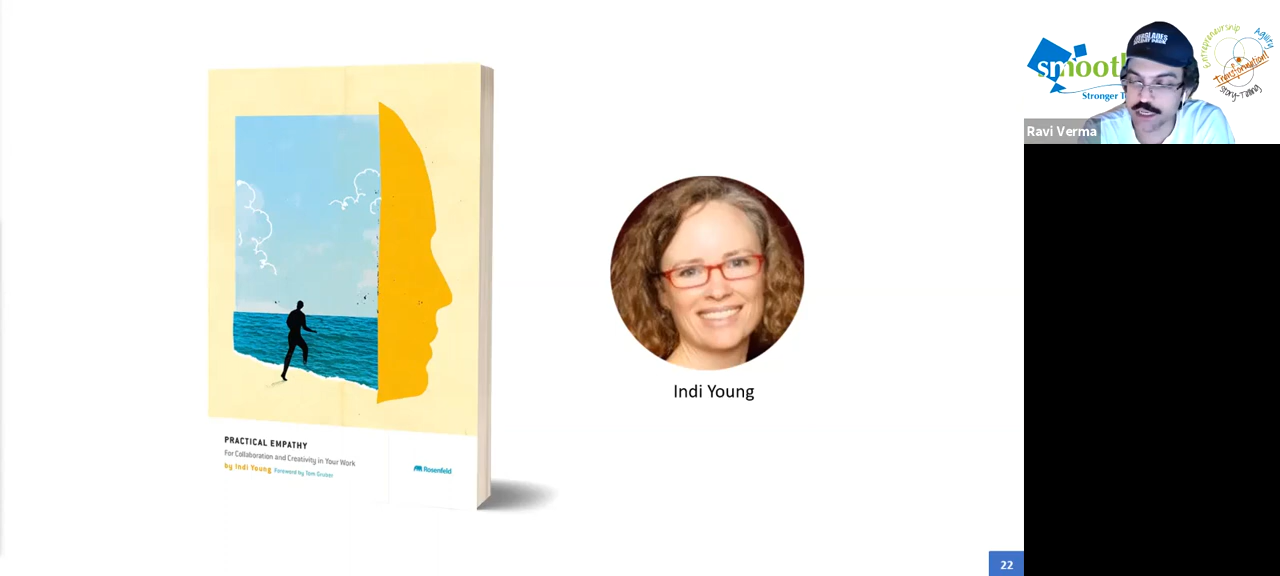 EVERGLADES
smooth
Stronger T
Entrepreneurship
Agility
Transformation!
Story-Telling
Ravi Verma
Indi Young
PRACTICAL EMPATHY
For Collaboration and Creativity in Your Work
by Indi Young Foreword by Tom Gruber
Rosenfeld
22